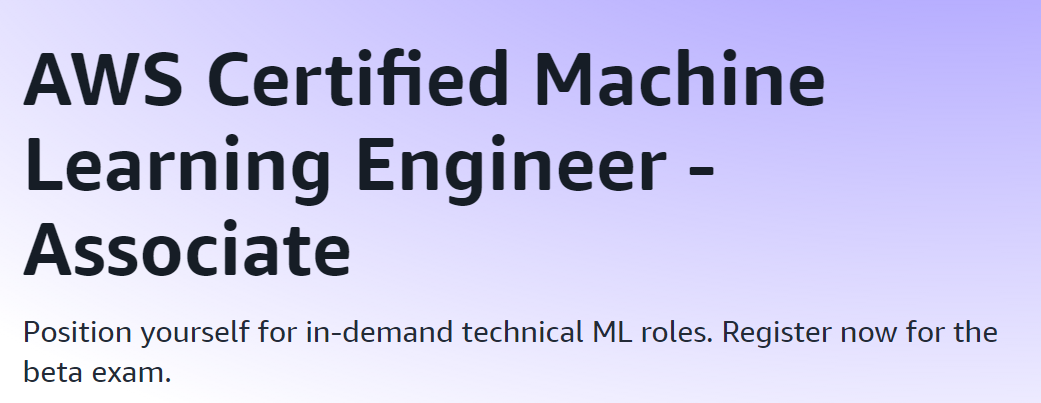 AWS Certified Machine
Learning Engineer -
Associate
Position yourself for in-demand technical ML roles. Register now for the
beta exam.